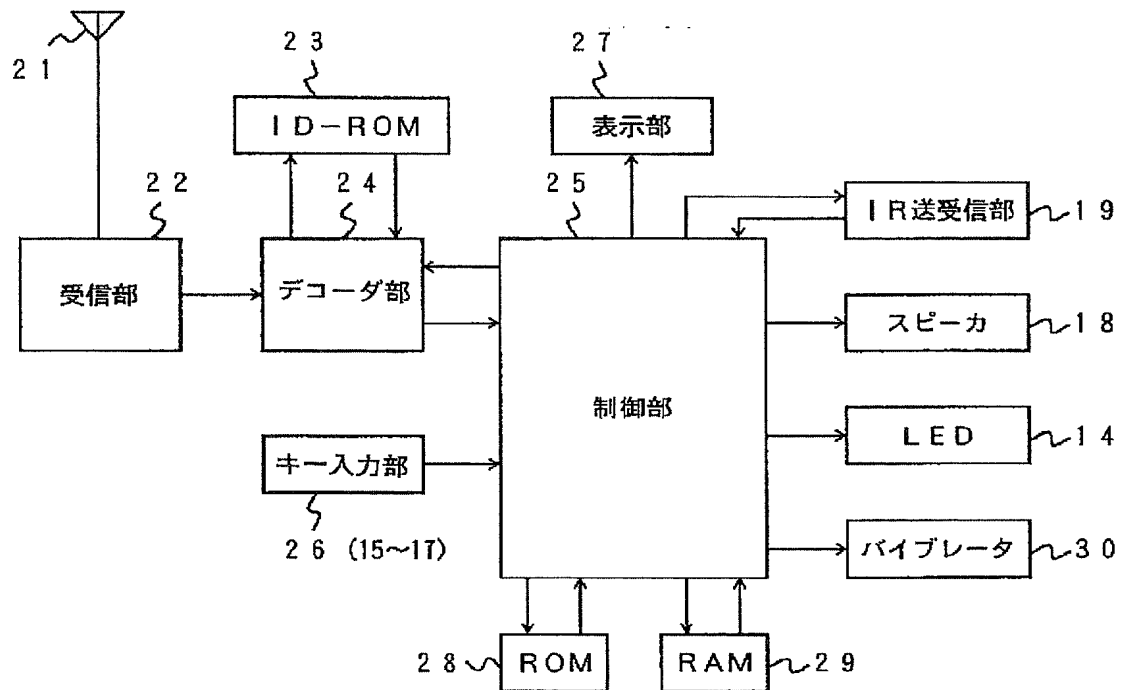 ２１
２３
ＩＤ−ＲＯＭ
２７
表示部
２２
受信部
２４
デコーダ部
２５
制御部
ＩＲ送受信部
１９
スピーカ
１８
ＬＥＤ
１４
バイブレータ
３０
キー入力部
２６ (15～17)
２８
ＲＯＭ
ＲＡＭ
２９